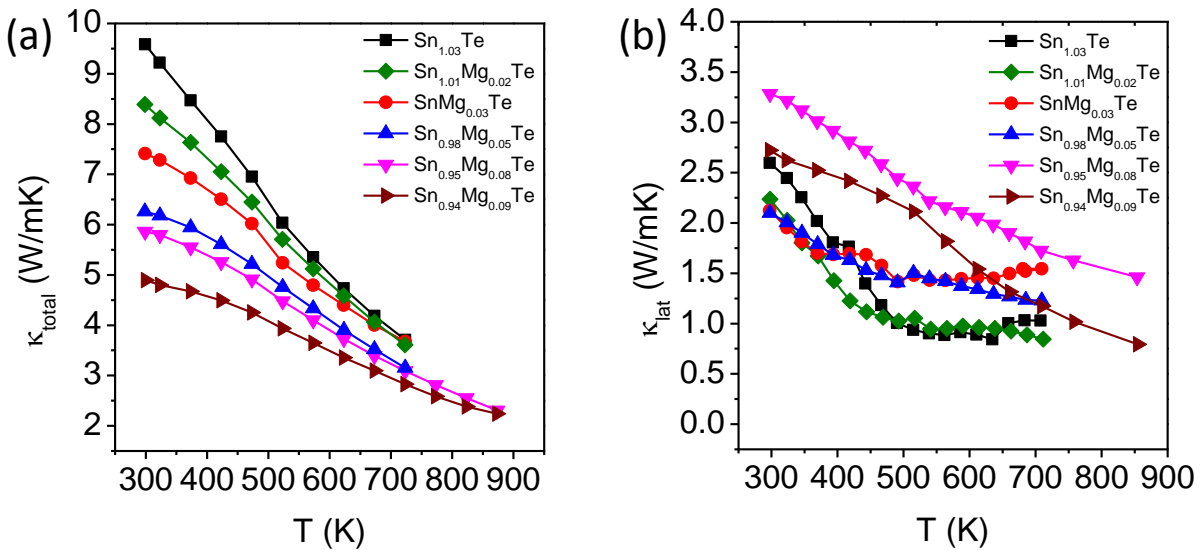 (a)
10
9
8
7
6
5
4
3
2
κtotal (W/mK)
Sn1.03Te
Sn1.01Mg0.02Te
SnMg0.03Te
Sn0.98Mg0.05Te
Sn0.95Mg0.08Te
Sn0.94Mg0.09Te
300 400 500 600 700 800 900
T (K)
(b)
4.0
3.5
3.0
2.5
2.0
1.5
1.0
0.5
0.0
κlat (W/mK)
Sn1.03Te
Sn1.01Mg0.02Te
SnMg0.03Te
Sn0.98Mg0.05Te
Sn0.95Mg0.08Te
Sn0.94Mg0.09Te
300 400 500 600 700 800 900
T (K)